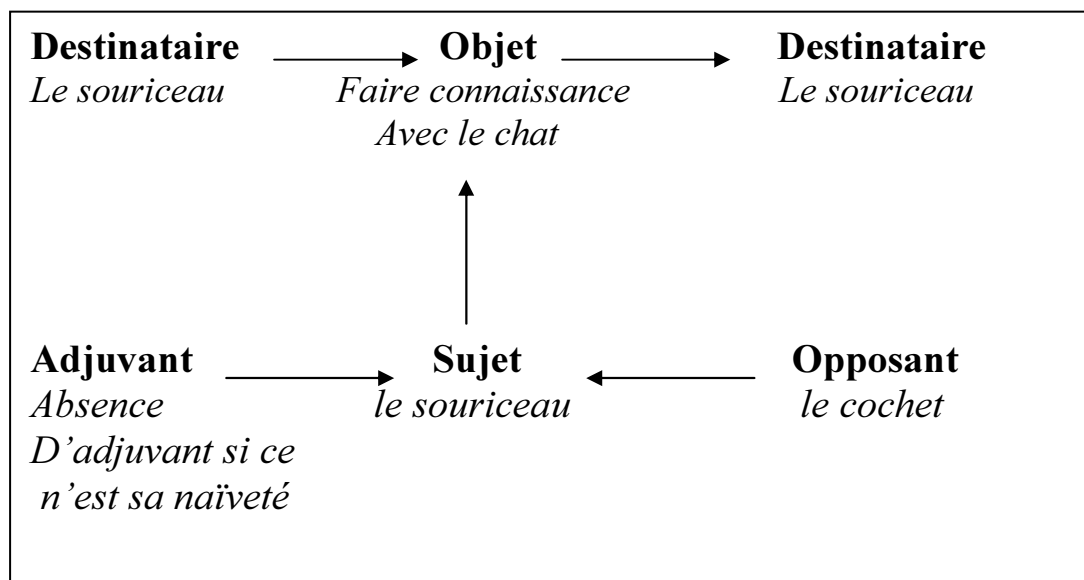 Destinataire Objet Destinataire
Le souriceau Faire connaissance Le souriceau
Avec le chat
Adjuvant Sujet Opposant
Absence le souriceau le cochet
D’adjuvant si ce
n’est sa naïveté